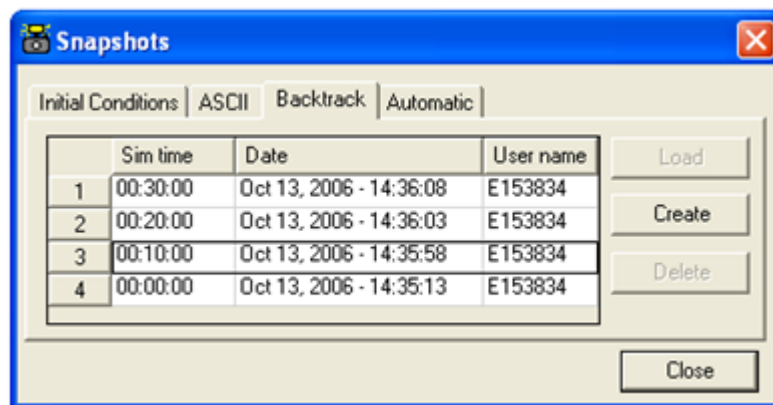 Snapshots
Initial Conditions ASCII Backtrack Automatic
Sim time Date User name Load
1 00:30:00 Oct 13, 2006 - 14:36:08 E153834
2 00:20:00 Oct 13, 2006 - 14:36:03 E153834 Create
3 00:10:00 Oct 13, 2006 - 14:35:58 E153834
4 00:00:00 Oct 13, 2006 - 14:35:13 E153834 Delete
Close